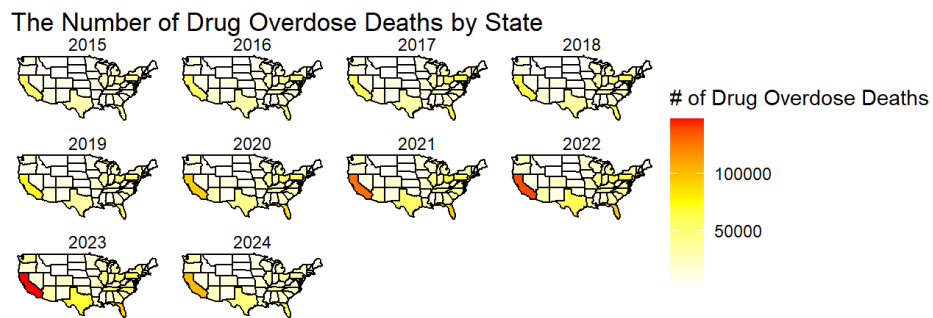 The Number of Drug Overdose Deaths by State
2015 2016 2017 2018
# of Drug Overdose Deaths
2019 2020 2021 2022
100000
50000
2023 2024